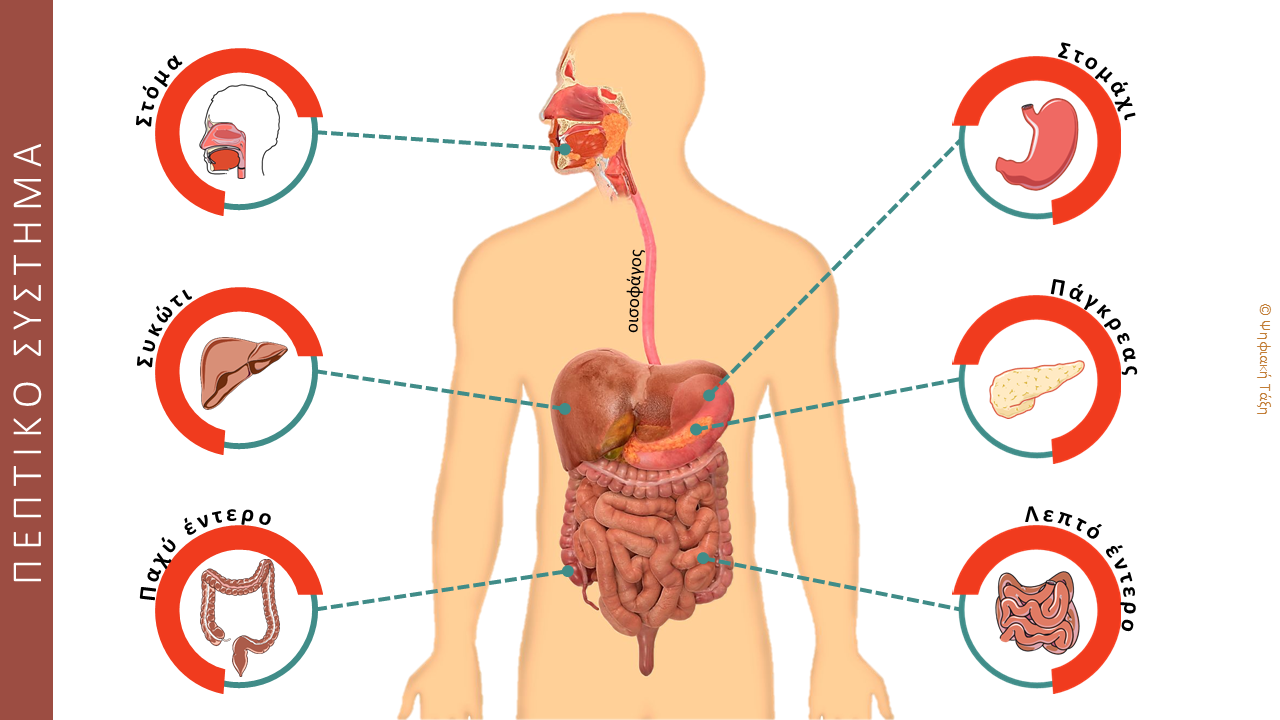 ΠΕΠΤΙΚΟ ΣΥΣΤΗΜΑ
Στόμα
Συκώτι
Παχύ έντερο
οισοφάγος
Στομάχι
Πάγκρεας
Λεπτό έντερο
© Ψηφιακή Τάξη